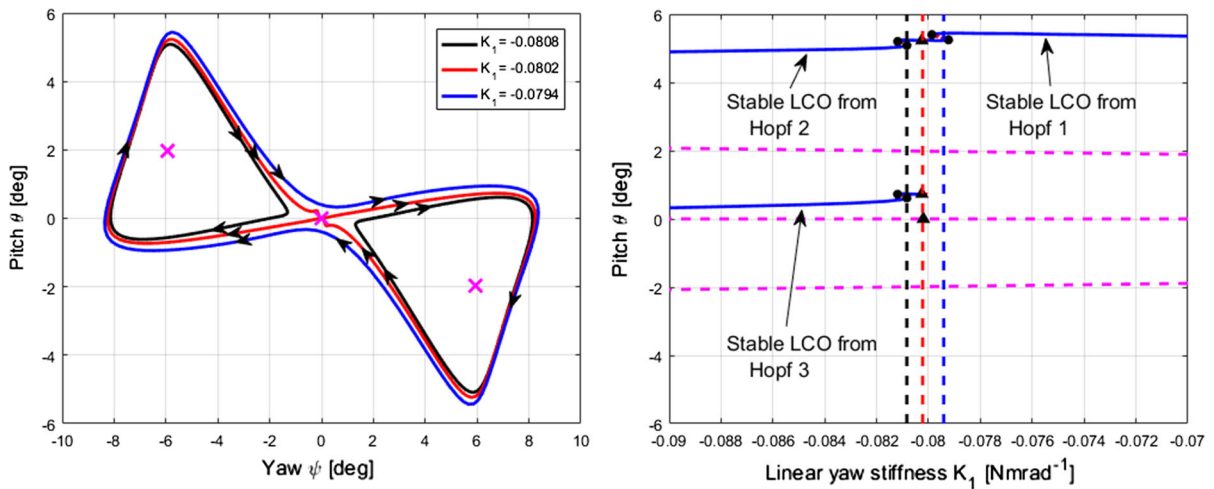 6
4
2
0
-2
-4
-6
-10
-8
-6
-4
-2
0
2
4
6
8
10
Pitch θ [deg]
Yaw ψ [deg]
K1 = -0.0808
K1 = -0.0802
K1 = -0.0794
6
4
2
0
-2
-4
-6
-0.09
-0.088
-0.086
-0.084
-0.082
-0.08
-0.078
-0.076
-0.074
-0.072
-0.07
Pitch θ [deg]
Linear yaw stiffness K1 [Nmrad-1]
Stable LCO from
Hopf 2
Stable LCO from
Hopf 1
Stable LCO from
Hopf 3